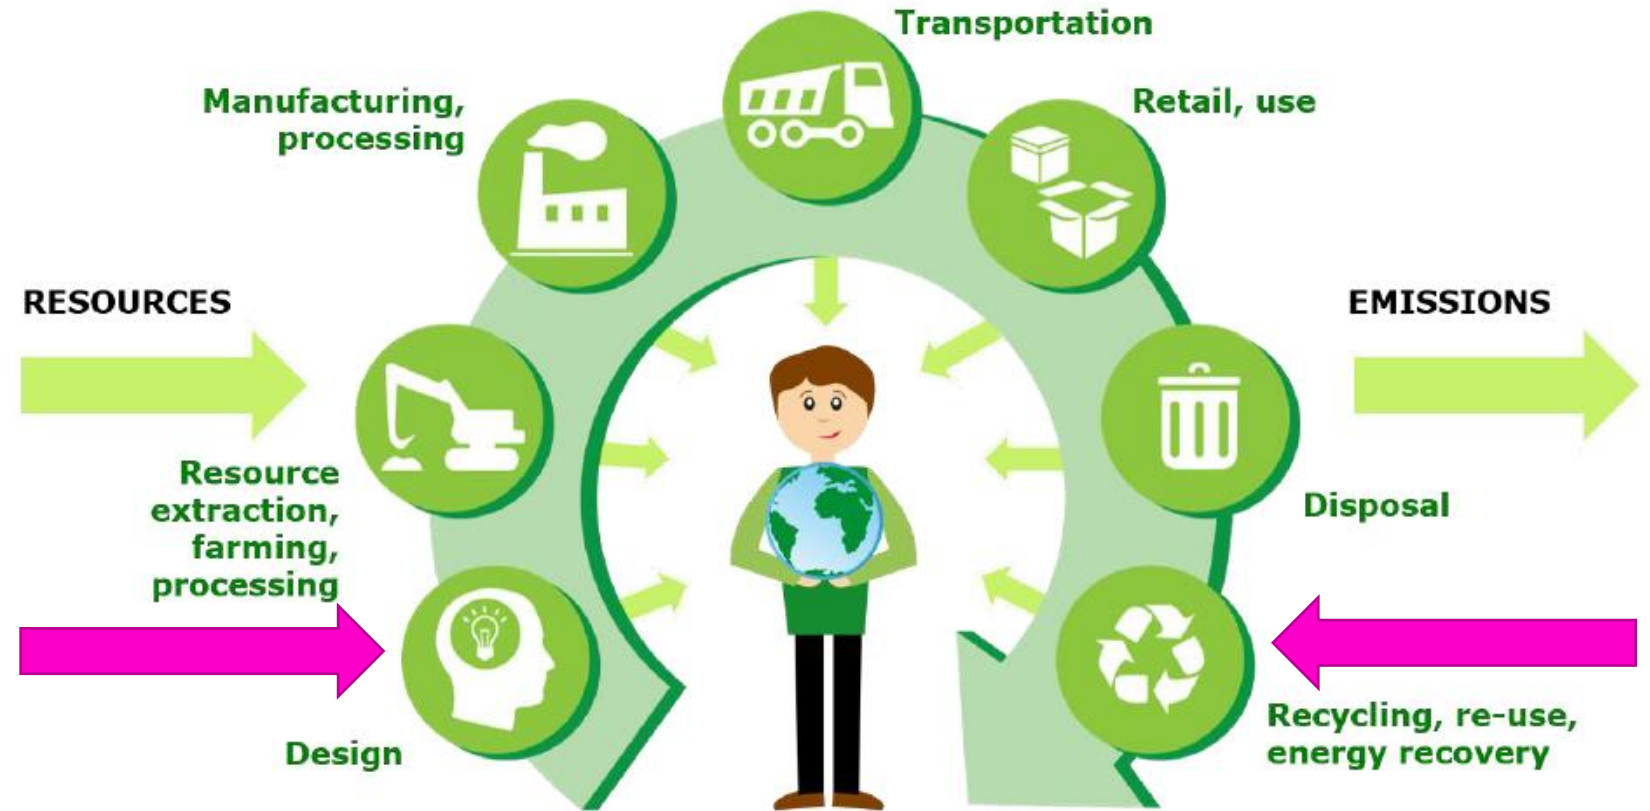 Transportation
Manufacturing,
processing
Retail, use
RESOURCES
EMISSIONS
Resource
extraction,
farming,
processing
Disposal
Design
Recycling, re-use,
energy recovery